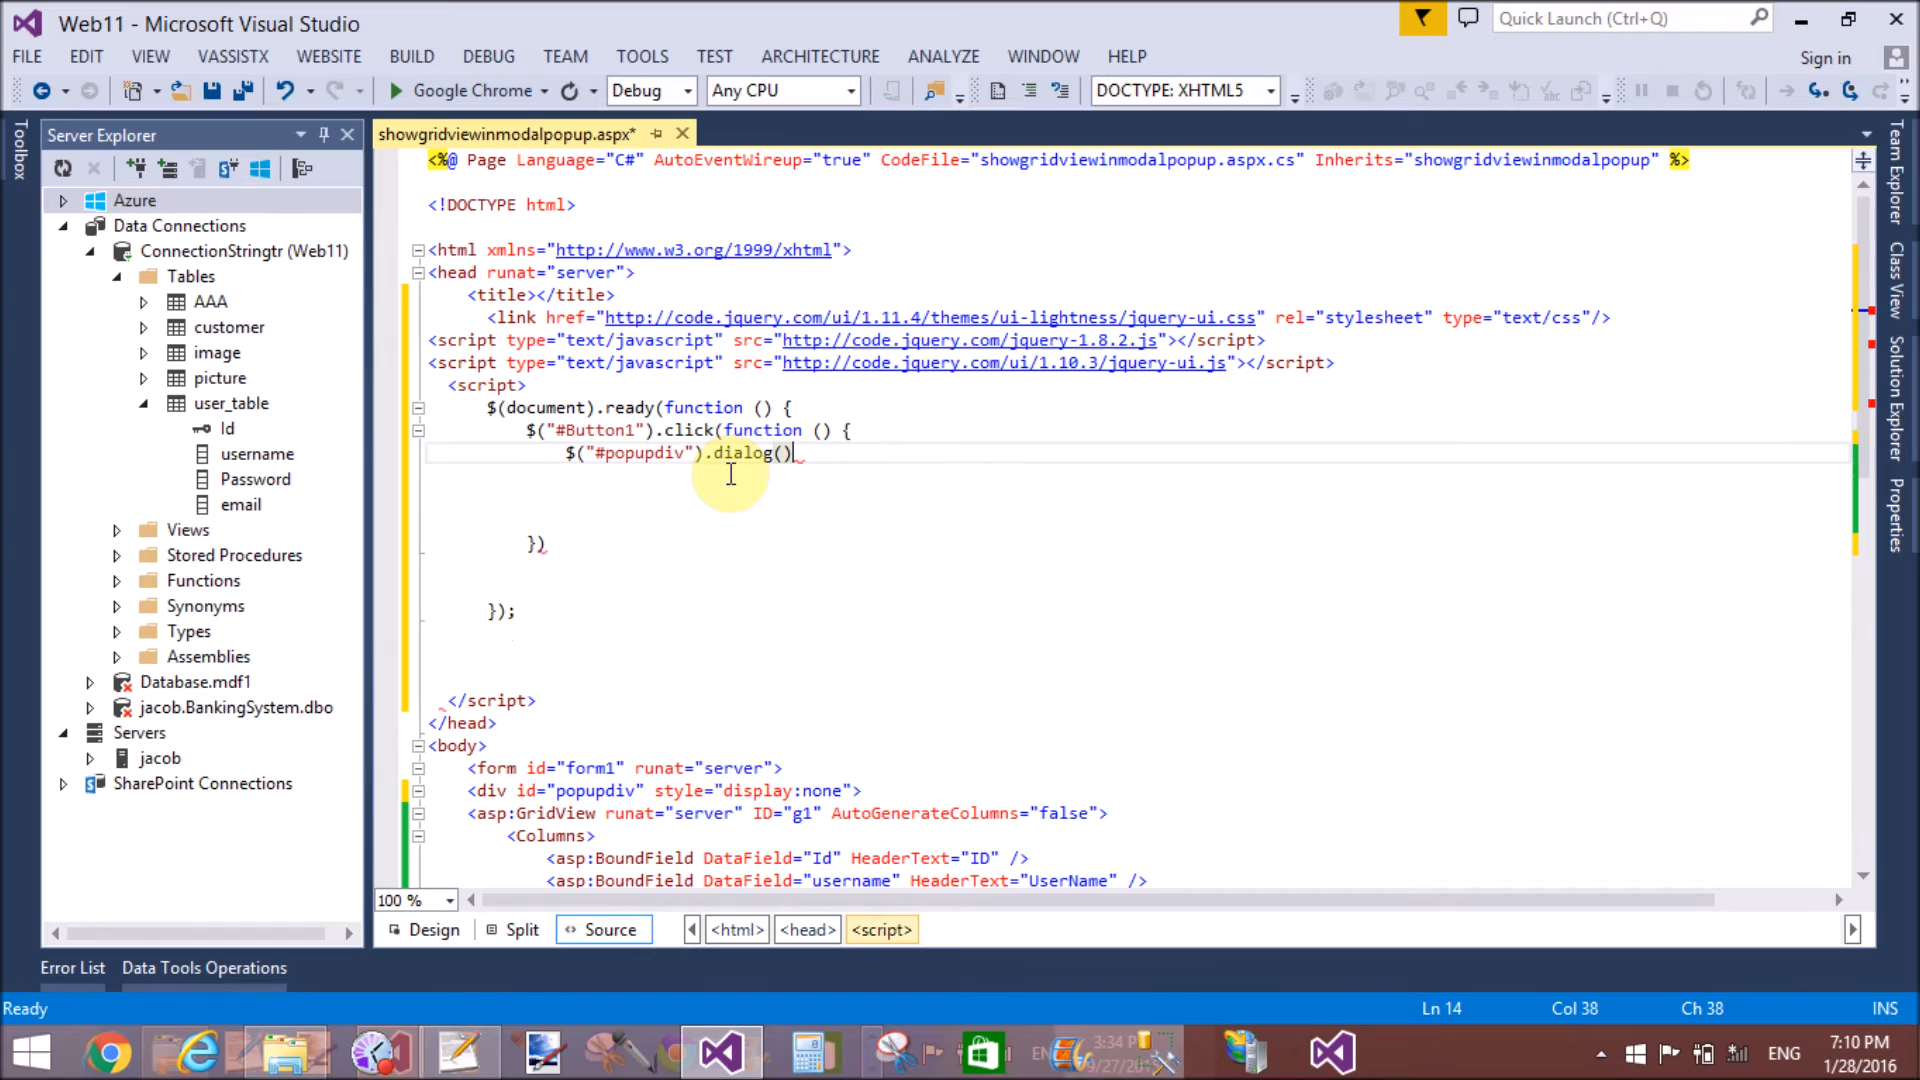 Web11 - Microsoft Visual Studio
Quick Launch (Ctrl+Q)
FILE EDIT VIEW VASSISTX WEBSITE BUILD DEBUG TEAM TOOLS TEST ARCHITECTURE ANALYZE WINDOW HELP
Sign in
Google Chrome Debug Any CPU DOCTYPE: XHTML5
Toolbox
Server Explorer
Azure
Data Connections
ConnectionStringtr (Web11)
Tables
AAA
customer
image
picture
user_table
Id
username
Password
email
Views
Stored Procedures
Functions
Synonyms
Types
Assemblies
Database.mdf1
jacob.BankingSystem.dbo
Servers
jacob
SharePoint Connections
showgridviewinmodalpopup.aspx*
<%@ Page Language="C#" AutoEventWireup="true" CodeFile="showgridviewinmodalpopup.aspx.cs" Inherits="showgridviewinmodalpopup" %>
<!DOCTYPE html>
<html xmlns="http://www.w3.org/1999/xhtml">
<head runat="server">
<title></title>
<link href="http://code.jquery.com/ui/1.11.4/themes/ui-lightness/jquery-ui.css" rel="stylesheet" type="text/css"/>
<script type="text/javascript" src="http://code.jquery.com/jquery-1.8.2.js"></script>
<script type="text/javascript" src="http://code.jquery.com/ui/1.10.3/jquery-ui.js"></script>
<script>
$(document).ready(function () {
$("#Button1").click(function () {
$("#popupdiv").dialog()
})
});
</script>
</head>
<body>
<form id="form1" runat="server">
<div id="popupdiv" style="display:none">
<asp:GridView runat="server" ID="g1" AutoGenerateColumns="false">
<Columns>
<asp:BoundField DataField="Id" HeaderText="ID" />
<asp:BoundField DataField="username" HeaderText="UserName" />
100 %
Design Split Source <html> <head> <script>
Team Explorer
Class View
Solution Explorer
Properties
Error List Data Tools Operations
Ready Ln 14 Col 38 Ch 38 INS
3:34 PM
ENG
7:10 PM
1/28/2016